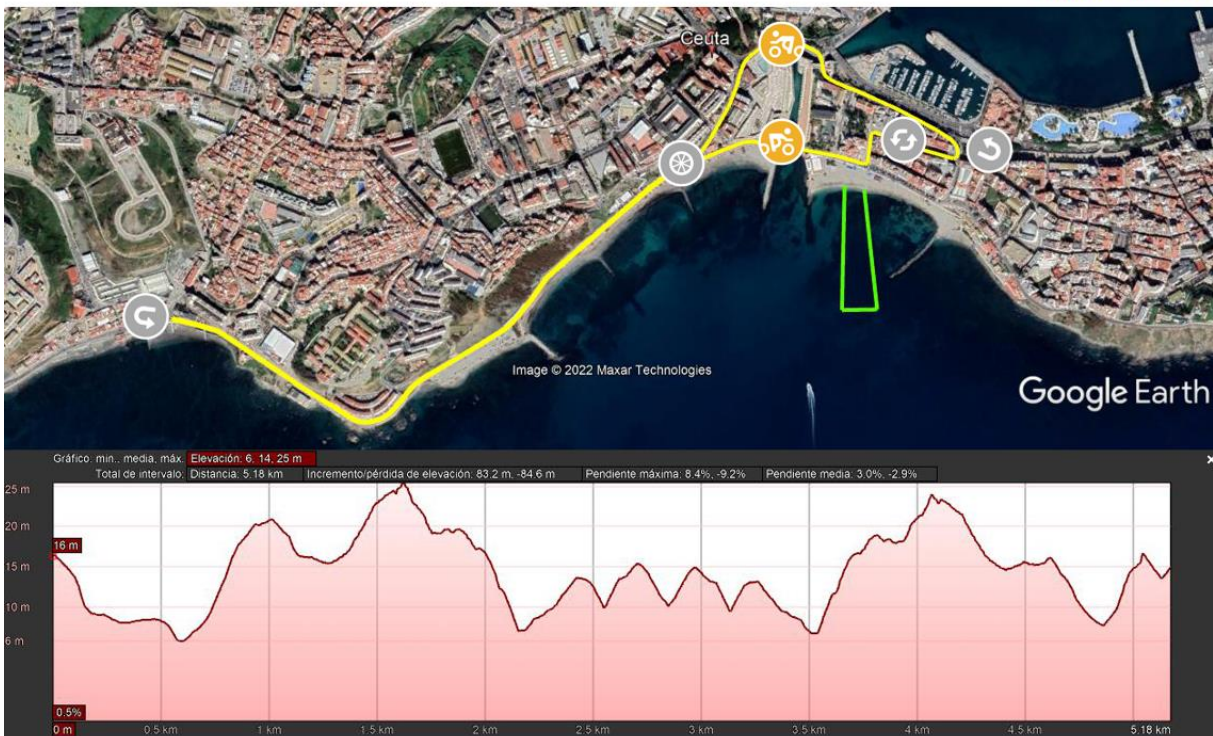 Ceuta
Image © 2022 Maxar Technologies
Google Earth
Gráfico: min., media, máx. Elevación: 6, 14, 25 m
Total de intervalo: Distancia: 5.18 km Incremento/pérdida de elevación: 83.2 m, -84.6 m Pendiente máxima: 8.4%, -9.2% Pendiente media: 3.0%, -2.9%
25 m
20 m
16 m
15 m
10 m
6 m
0.5%
0 m 0.5 km 1 km 1.5 km 2 km 2.5 km 3 km 3.5 km 4 km 4.5 km 5.18 km